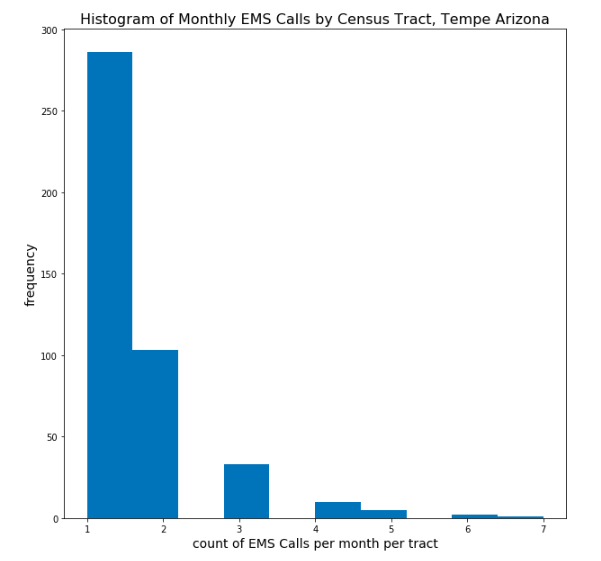 Histogram of Monthly EMS Calls by Census Tract, Tempe Arizona
300
250
200
150
100
50
0
frequency
1 2 3 4 5 6 7
count of EMS Calls per month per tract